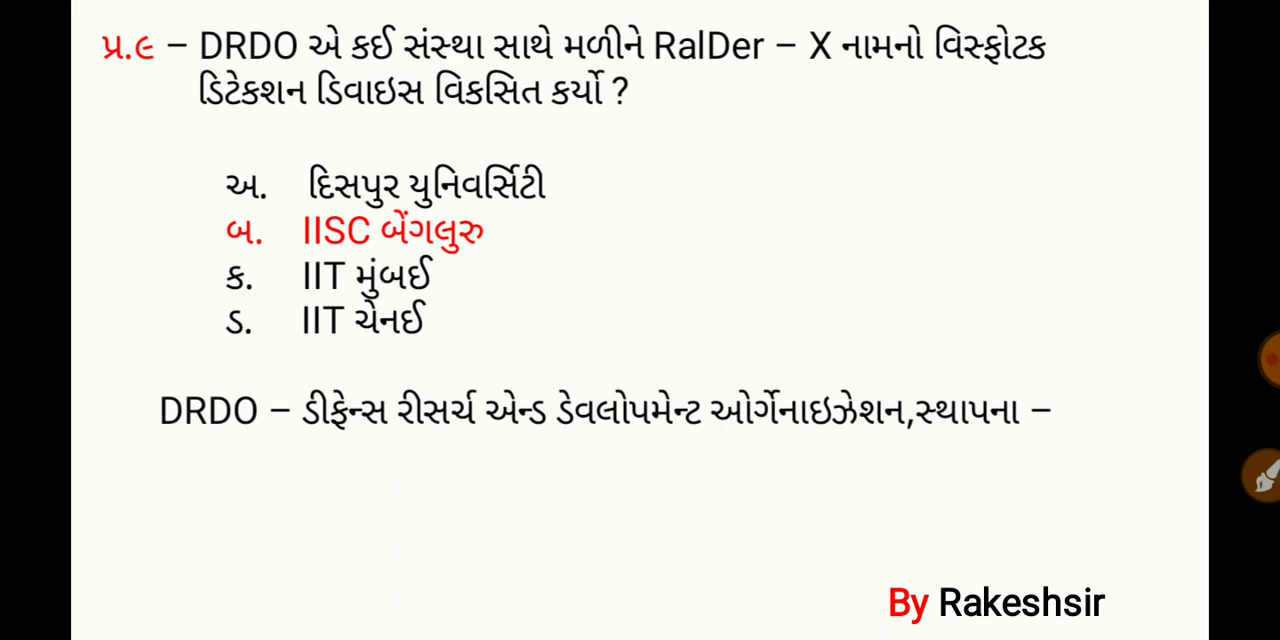 પ્ર.૯ – DRDO એ કઈ સંસ્થા સાથે મળીને RalDer – X નામનો વિસ્ફોટક
ડિટેકશન ડિવાઇસ વિકસિત કર્યો ?
અ. દિસપુર યુનિવર્સિટી
બ. IISC બેંગલુરુ
ક. IIT મુંબઈ
ડ. IIT ચેનઈ
DRDO – ડીફેન્સ રીસર્ચ એન્ડ ડેવલોપમેન્ટ ઓર્ગેનાઇઝેશન,સ્થાપના –
By Rakeshsir